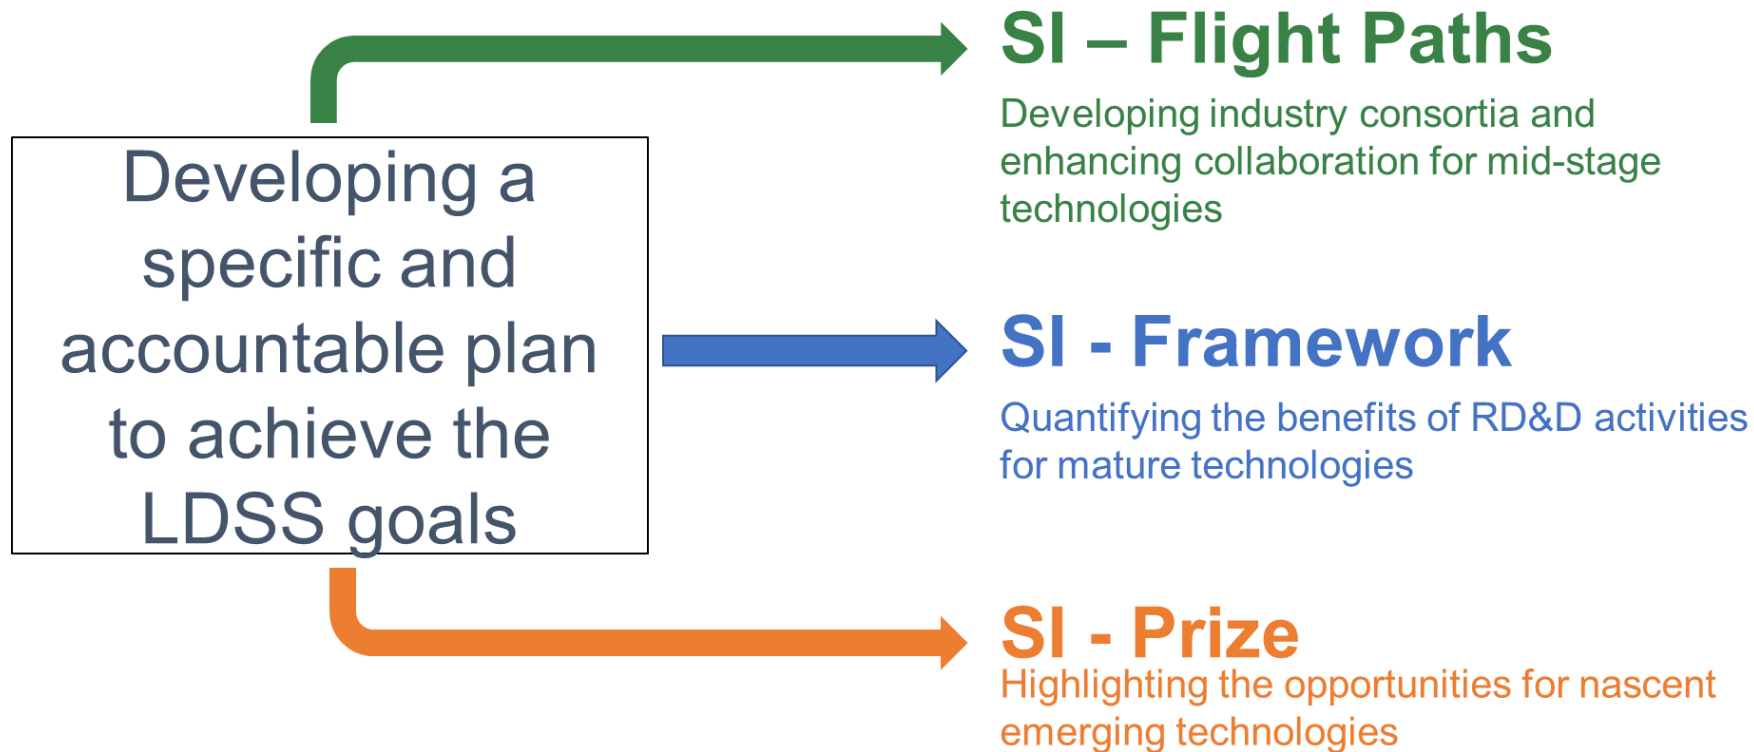 Developing a
specific and
accountable plan
to achieve the
LDSS goals
SI – Flight Paths
Developing industry consortia and
enhancing collaboration for mid-stage
technologies
SI - Framework
Quantifying the benefits of RD&D activities
for mature technologies
SI - Prize
Highlighting the opportunities for nascent
emerging technologies